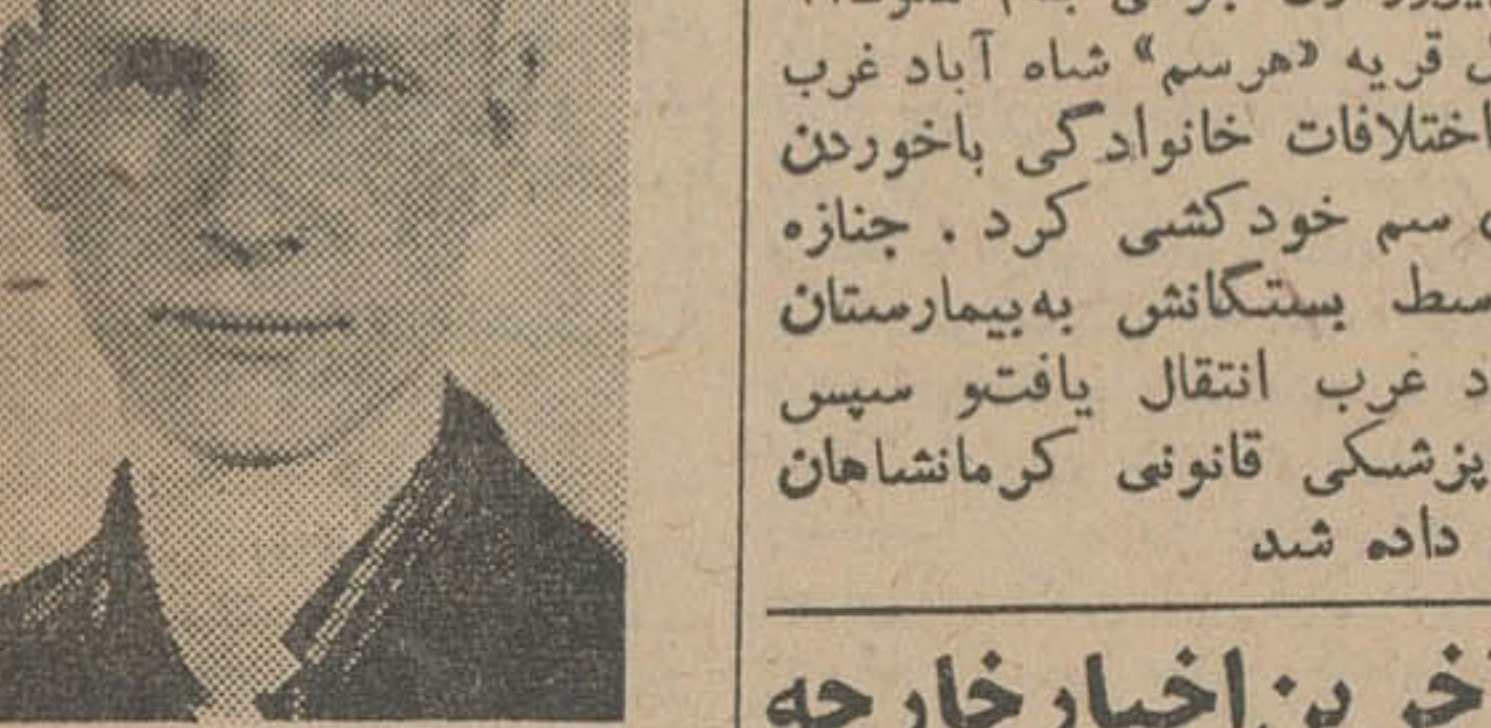 قریه «هرسم» شاه آباد غرب
اختلافات خانوادگی باخوردن
سم خودکشی کرد . جنازه
بستگانش به‌بیمارستان
غرب انتقال یافتو سپس
پزشکی قانونی کرمانشاهان
داده شد
اخبار خارجه